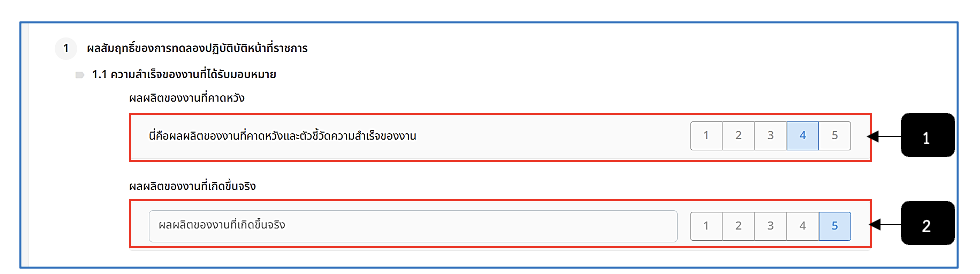 1 ผลสัมฤทธิ์ของการทดลองปฏิบัติบัติหน้าที่ราชการ
1.1 ความสำเร็จของงานที่ได้รับมอบหมาย
ผลผลิตของงานที่คาดหวัง
นี่คือผลผลิตของงานที่คาดหวังและตัวชี้วัดความสำเร็จของงาน 1 2 3 4 5 1
ผลผลิตของงานที่เกิดขึ้นจริง
ผลผลิตของงานที่เกิดขึ้นจริง 1 2 3 4 5 2